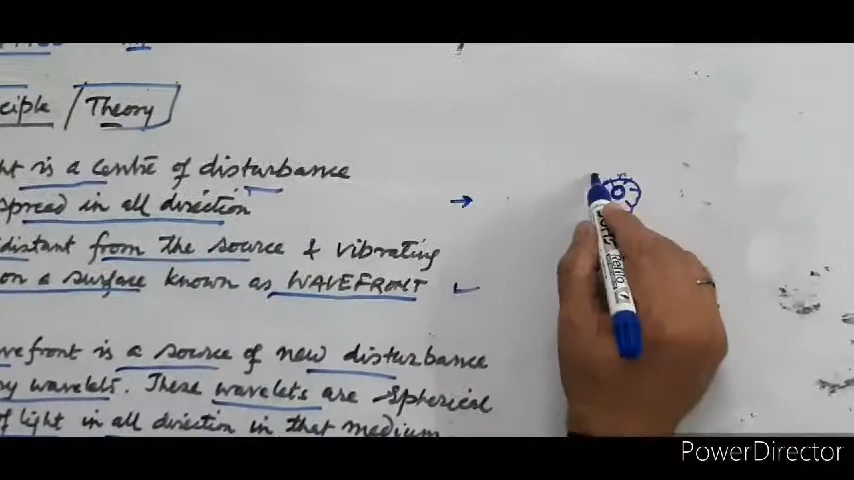 ciple / Theory
ht is a centre of disturbance
spread in all direction
distant from the source & vibrating
on a surface known as WAVEFRONT
vefront is a source of new disturbance
ry wavelets. These wavelets are spherical
of light in all direction in that medium
PowerDirector